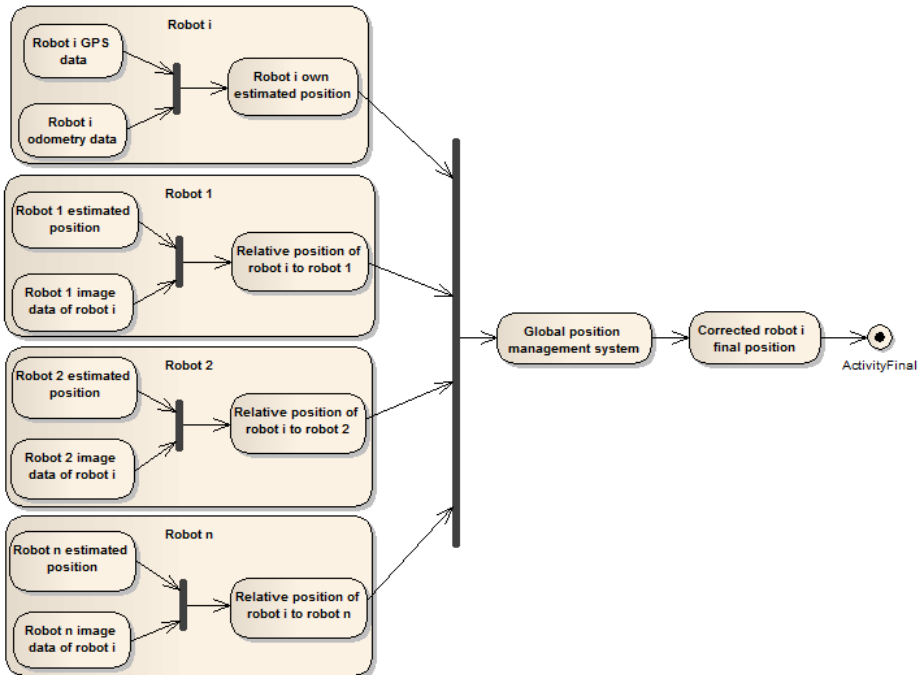 Robot i
Robot i GPS
data
Robot i
odometry data
Robot i own
estimated position
Robot 1
Robot 1 estimated
position
Robot 1 image
data of robot i
Relative position of
robot i to robot 1
Robot 2
Robot 2 estimated
position
Robot 2 image
data of robot i
Relative position of
robot i to robot 2
Robot n
Robot n estimated
position
Robot n image
data of robot i
Relative position of
robot i to robot n
Global position
management system
Corrected robot i
final position
ActivityFinal